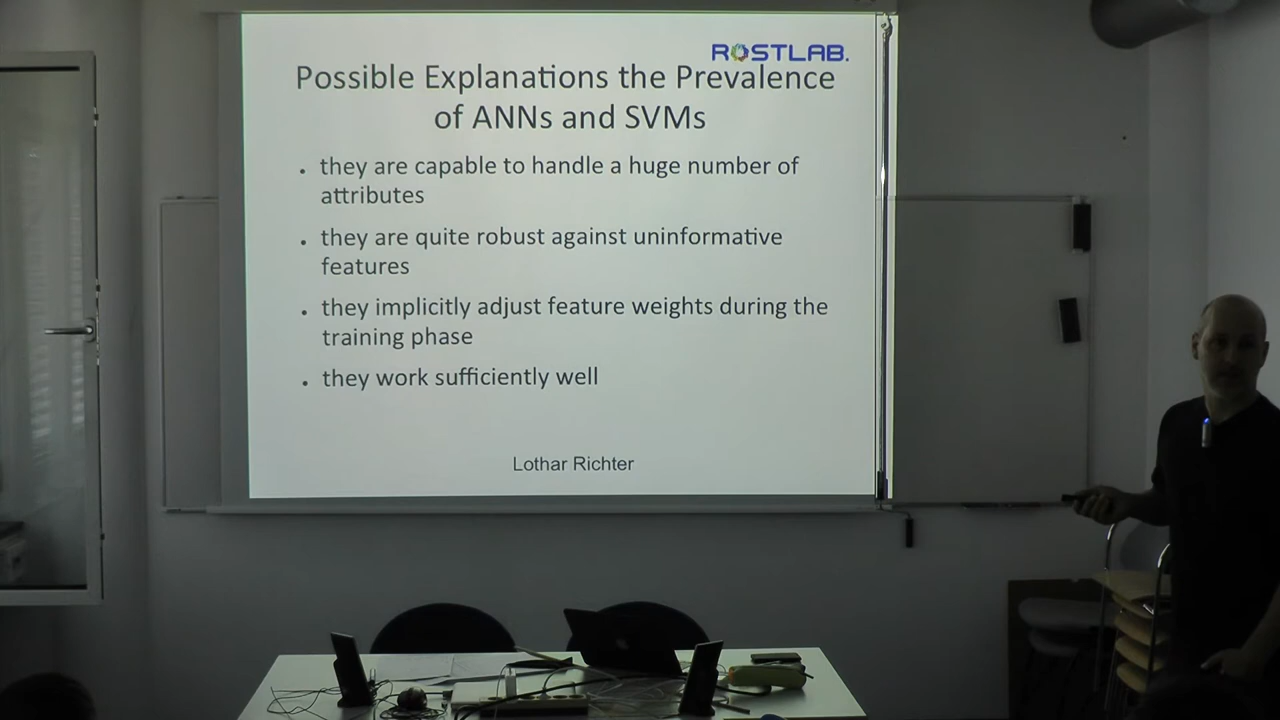 ROSTLAB.
Possible Explanations the Prevalence
of ANNs and SVMs
• they are capable to handle a huge number of
attributes
• they are quite robust against uninformative
features
• they implicitly adjust feature weights during the
training phase
• they work sufficiently well
Lothar Richter